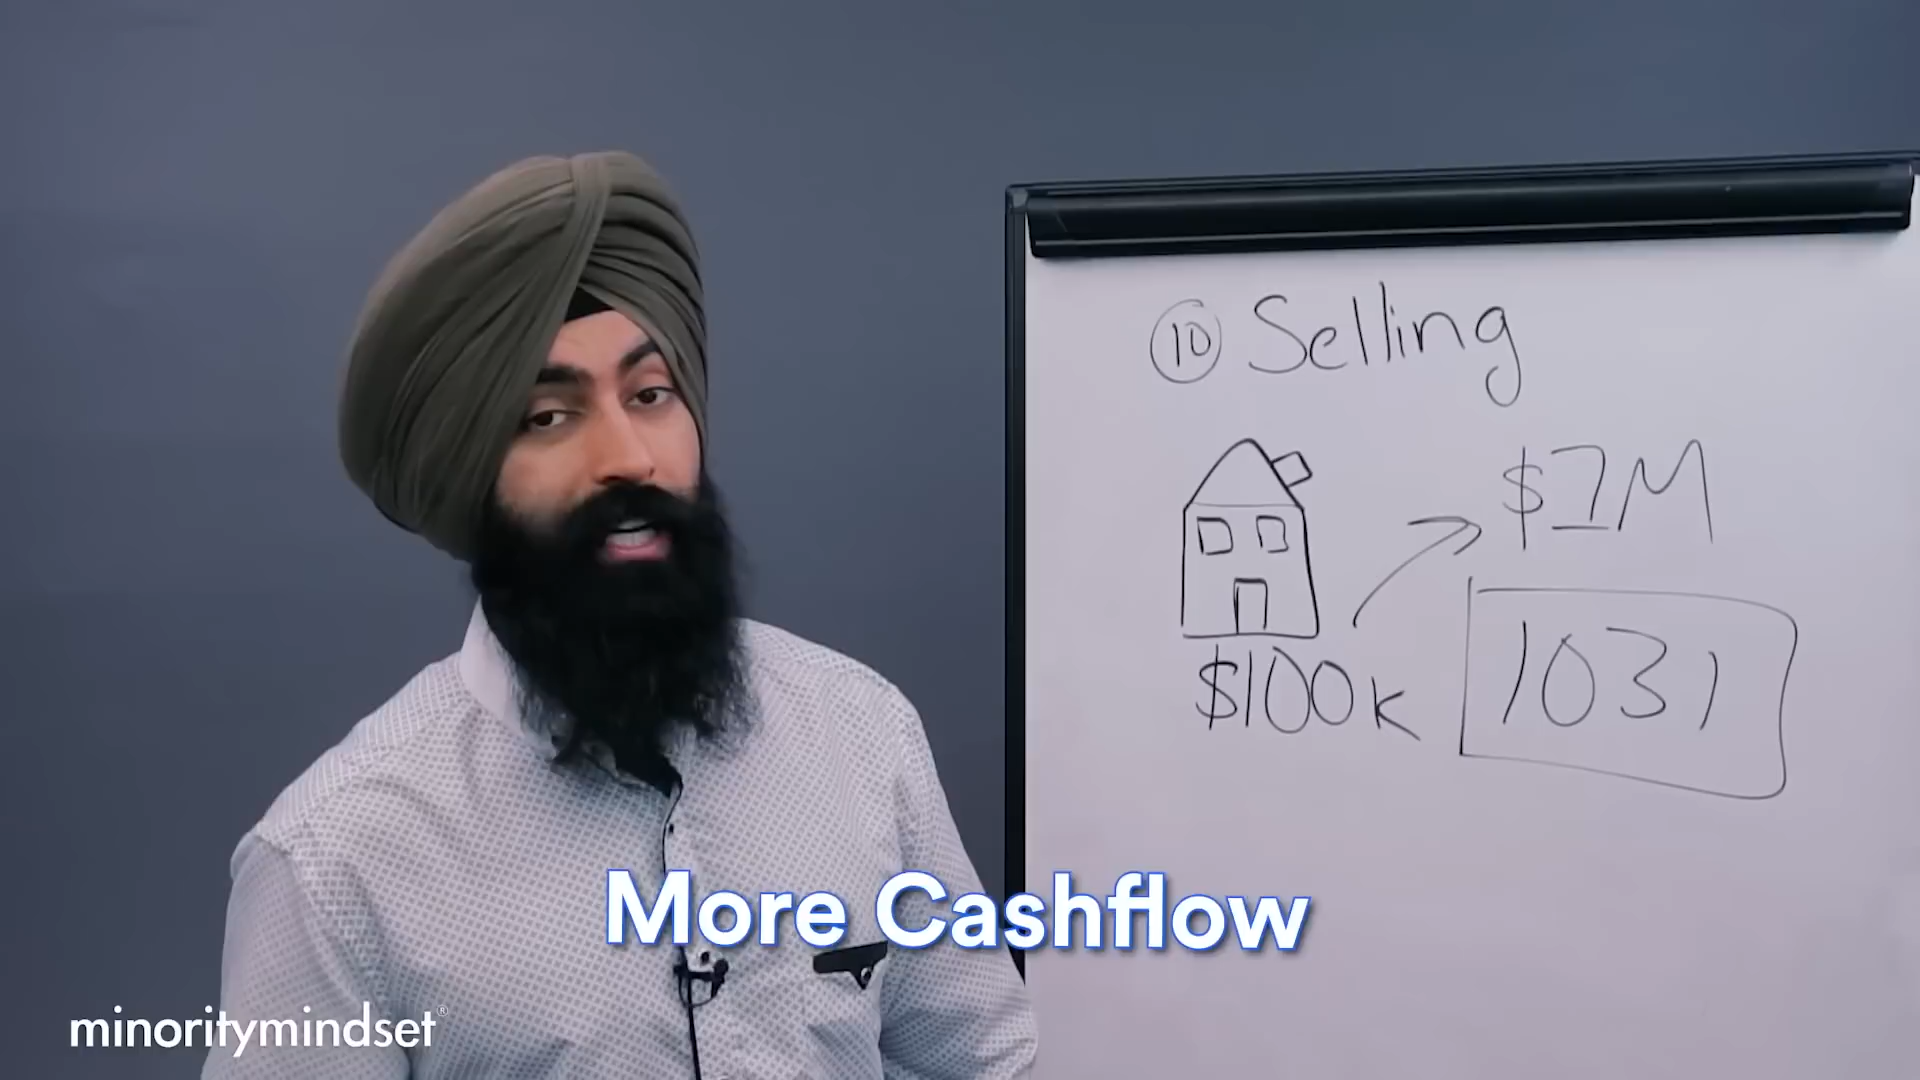 ⑩ Selling
$1M
$100K
1031
More Cashflow
minoritymindset®